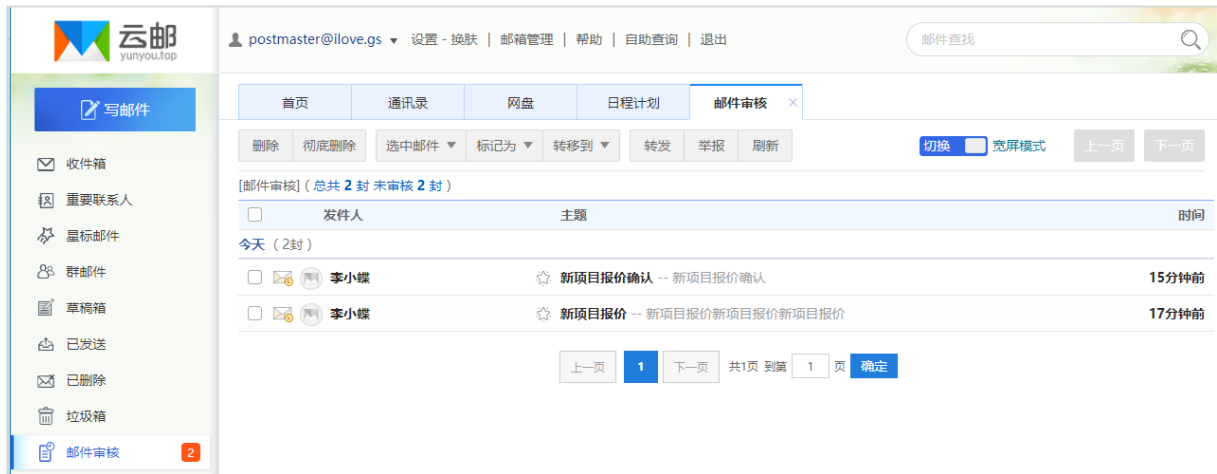 云邮
yunyou.top
postmaster@ilove.gs ▼ 设置 - 换肤 | 邮箱管理 | 帮助 | 自助查询 | 退出
邮件查找
写邮件
收件箱
重要联系人
星标邮件
群邮件
草稿箱
已发送
已删除
垃圾箱
邮件审核 2
首页 通讯录 网盘 日程计划 邮件审核 ×
删除 彻底删除 选中邮件 ▼ 标记为 ▼ 转移到 ▼ 转发 举报 刷新 切换 宽屏模式 上一页 下一页
[邮件审核] ( 总共 2 封 未审核 2 封 )
发件人 主题 时间
今天 ( 2封 )
李小蝶 新项目报价确认 -- 新项目报价确认 15分钟前
李小蝶 新项目报价 -- 新项目报价新项目报价新项目报价 17分钟前
上一页 1 下一页 共1页 到第 1 页 确定